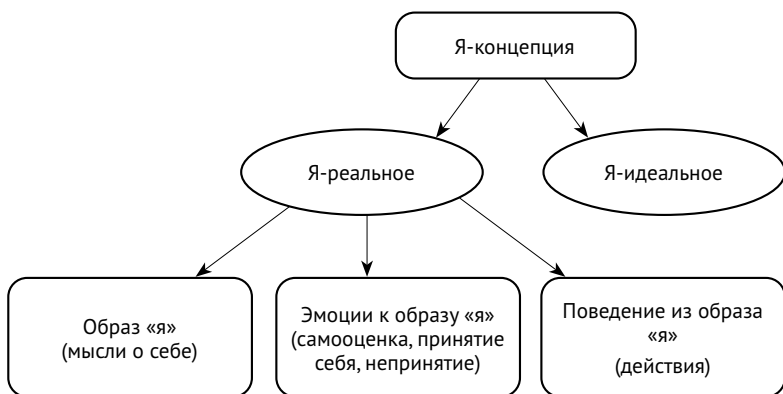 Я-концепция
Я-реальное
Я-идеальное
Образ «я»
(мысли о себе)
Эмоции к образу «я»
(самооценка, принятие
себя, непринятие)
Поведение из образа
«я»
(действия)